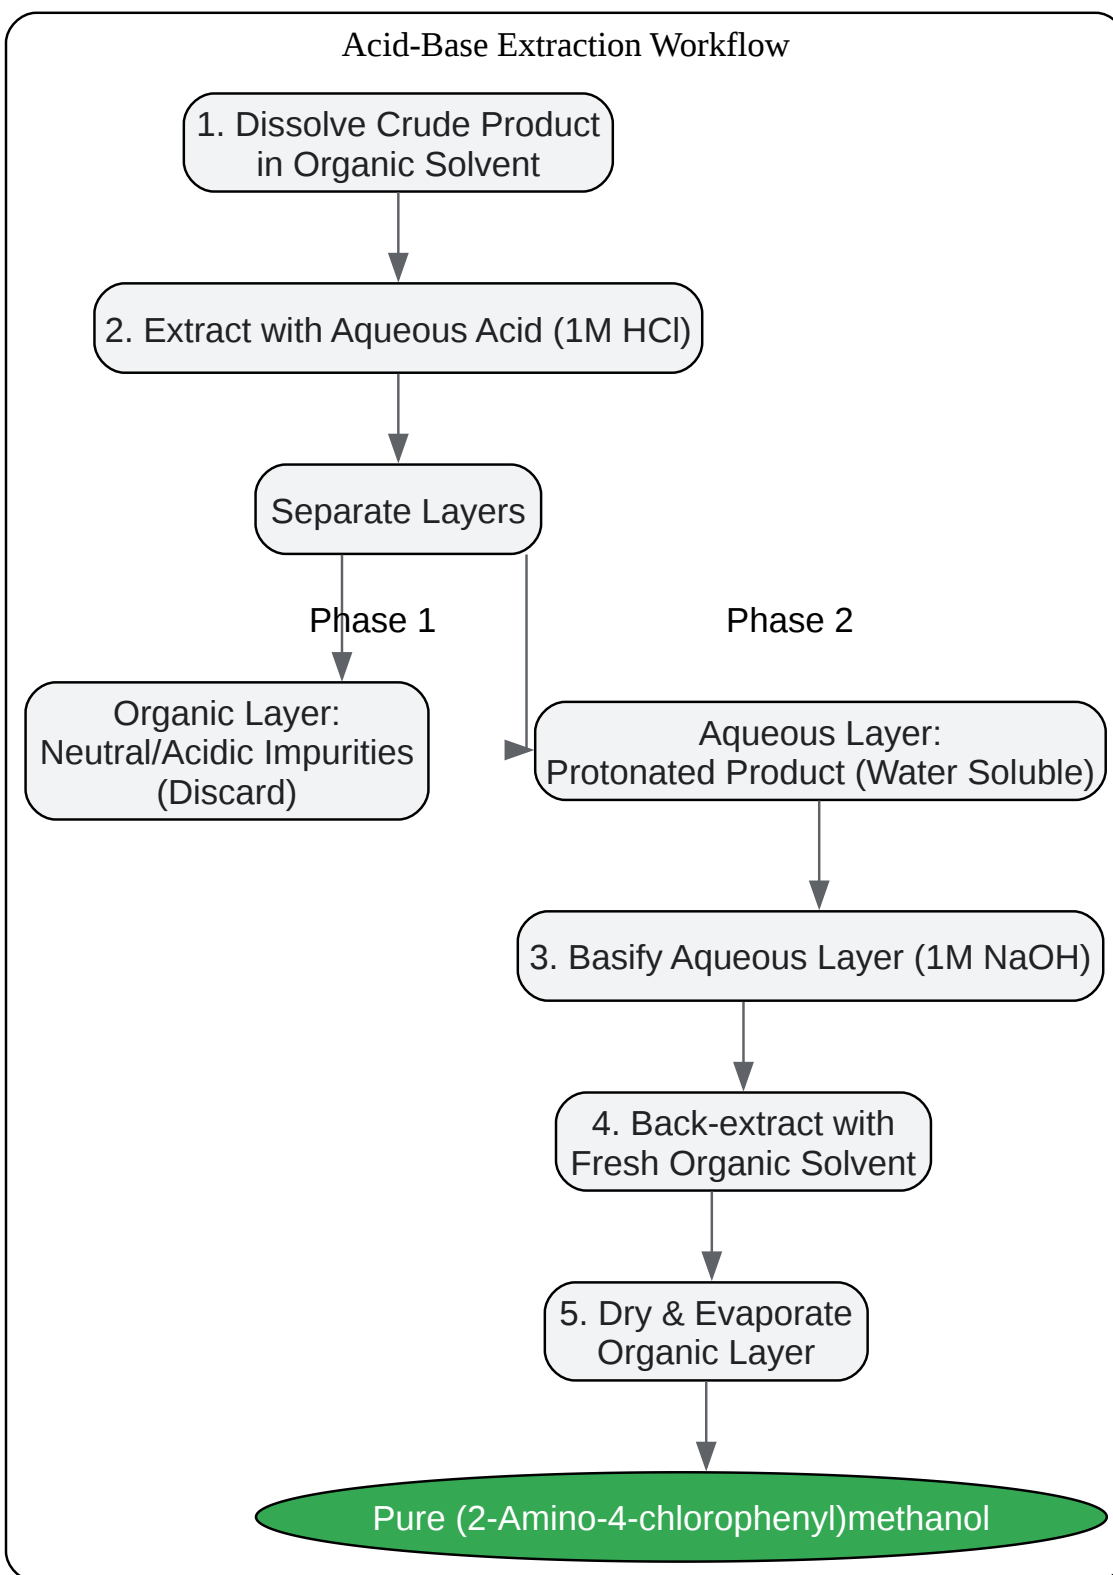 Acid-Base Extraction Workflow
1. Dissolve Crude Product
in Organic Solvent
2. Extract with Aqueous Acid (1M HCl)
Separate Layers
Phase 1
Phase 2
Organic Layer:
Neutral/Acidic Impurities
(Discard)
Aqueous Layer:
Protonated Product (Water Soluble)
3. Basify Aqueous Layer (1M NaOH)
4. Back-extract with
Fresh Organic Solvent
5. Dry & Evaporate
Organic Layer
Pure (2-Amino-4-chlorophenyl)methanol